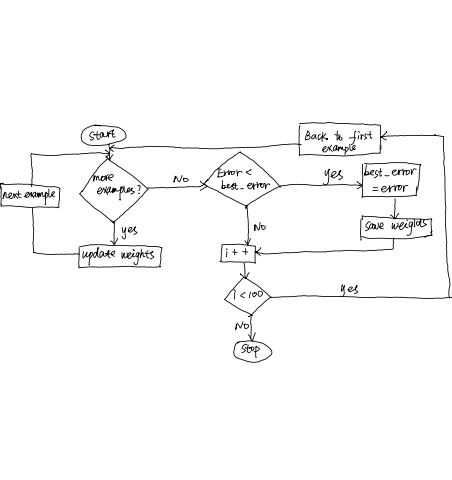 Start
Back to first
example
more
examples?
No
Error <
best_error
yes
best_error
= error
next example
yes
No
save weights
update weights
i + +
i < 100
yes
No
Stop